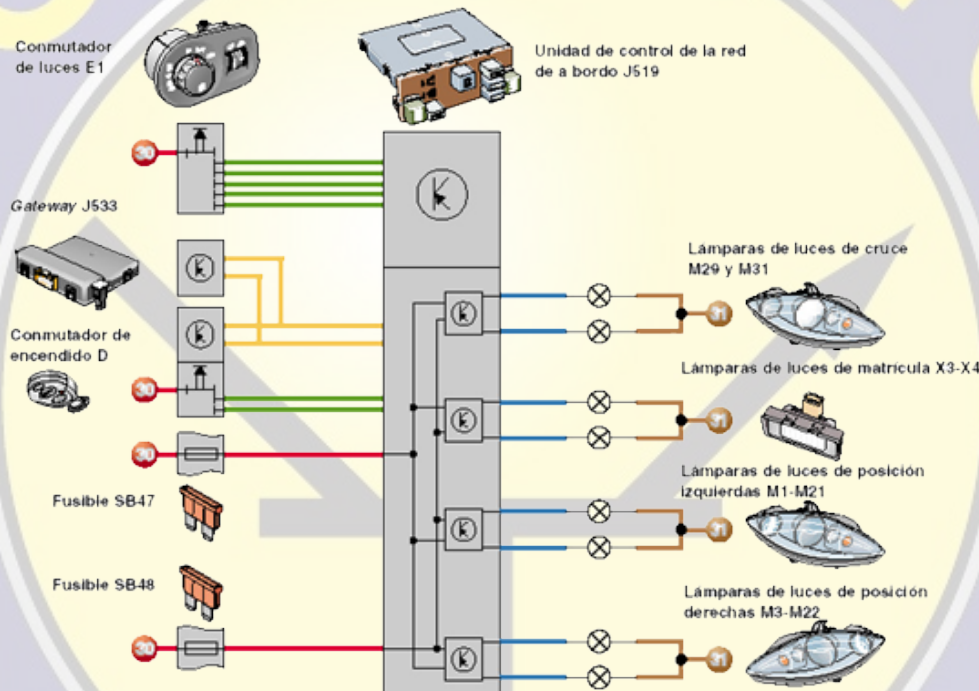 Conmutador
de luces E1
Unidad de control de la red
de a bordo J519
30
Gateway J533
Lámparas de luces de cruce
M29 y M31
31
Conmutador de
encendido D
30
Lámparas de luces de matrícula X3-X4
31
30
Fusible SB47
Lámparas de luces de posición
izquierdas M1-M21
31
Fusible SB48
Lámparas de luces de posición
derechas M3-M22
30
31